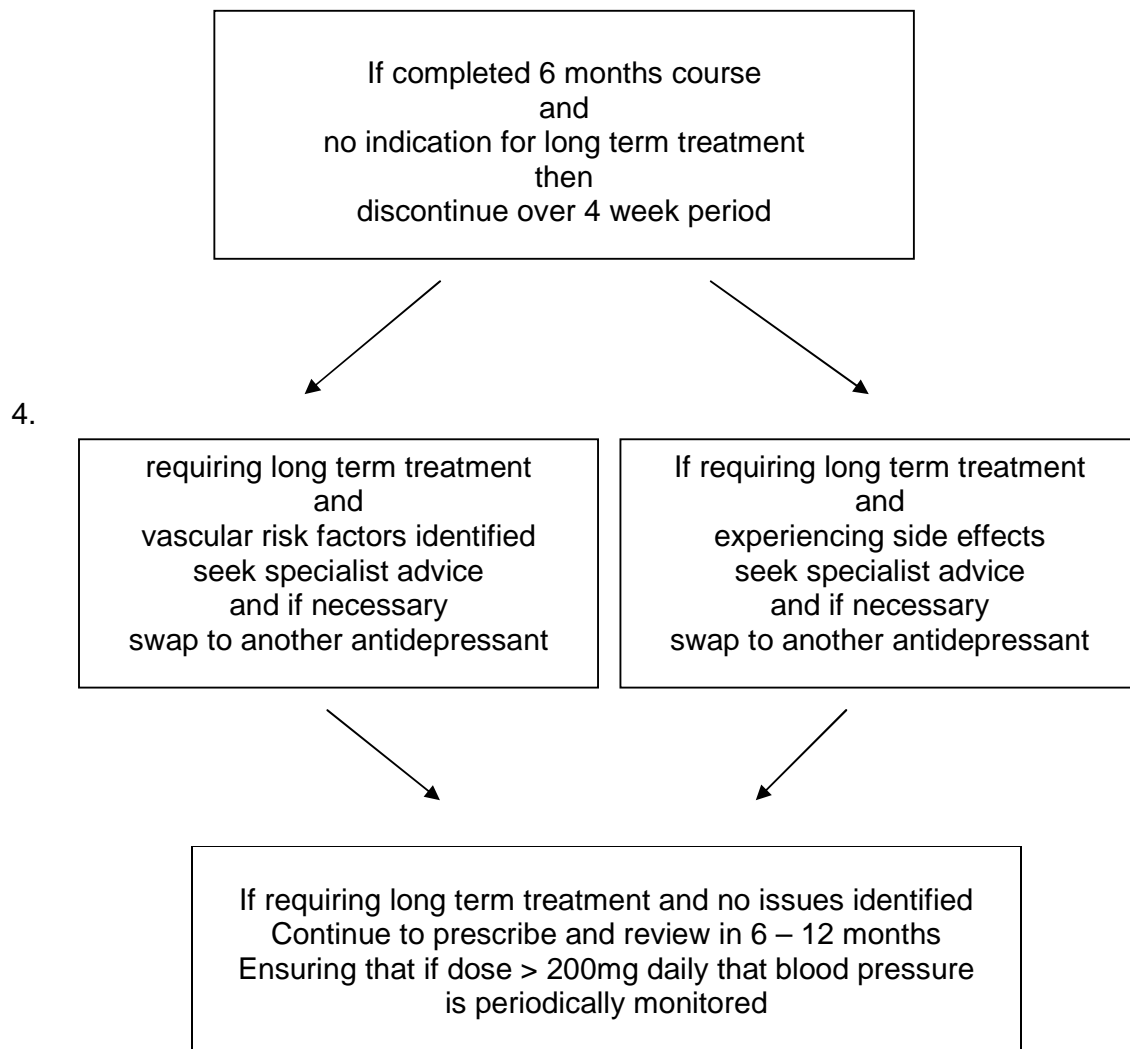 If completed 6 months course
and
no indication for long term treatment
then
discontinue over 4 week period
4.
requiring long term treatment
and
vascular risk factors identified
seek specialist advice
and if necessary
swap to another antidepressant
If requiring long term treatment
and
experiencing side effects
seek specialist advice
and if necessary
swap to another antidepressant
If requiring long term treatment and no issues identified
Continue to prescribe and review in 6 – 12 months
Ensuring that if dose > 200mg daily that blood pressure
is periodically monitored